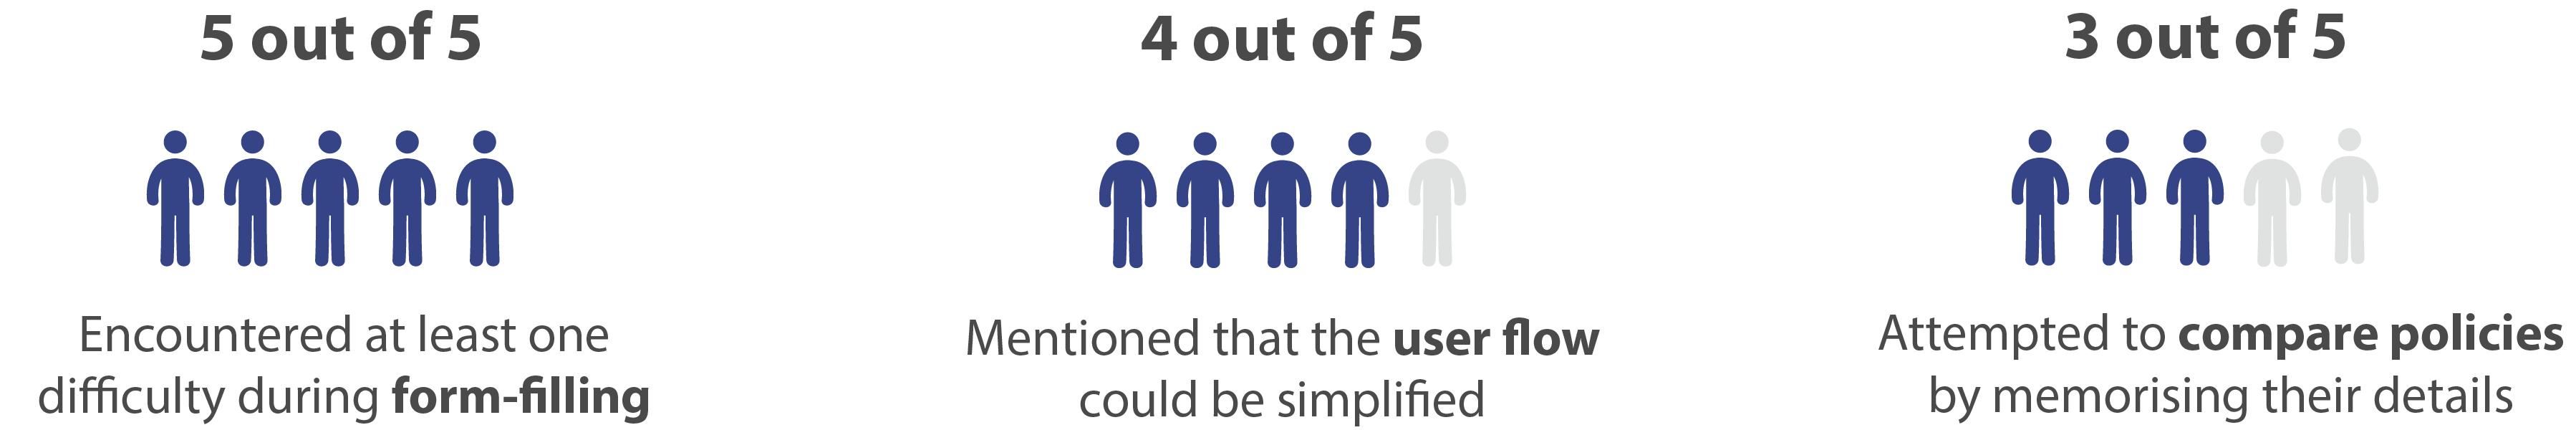 5 out of 5
Encountered at least one
difficulty during form-filling
4 out of 5
Mentioned that the user flow
could be simplified
3 out of 5
Attempted to compare policies
by memorising their details